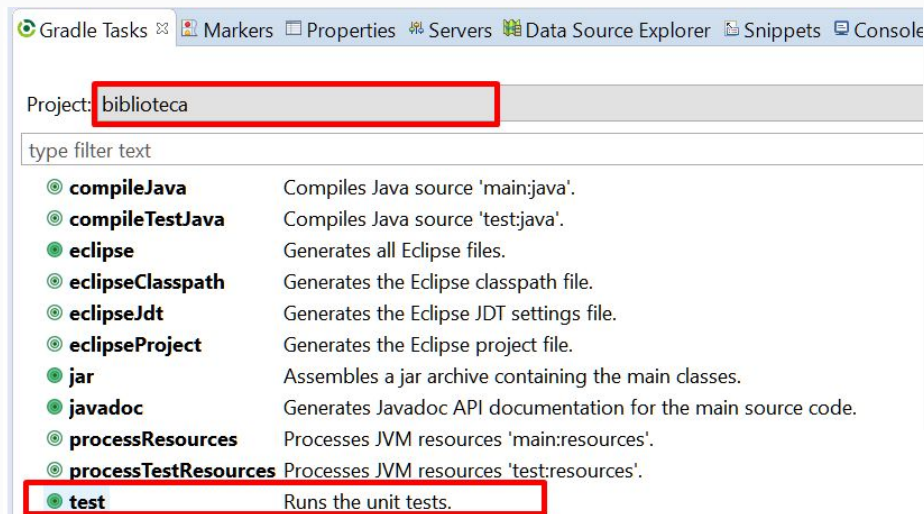 Gradle Tasks Markers Properties Servers Data Source Explorer Snippets Console
Project: biblioteca
type filter text
compileJava Compiles Java source 'main:java'.
compileTestJava Compiles Java source 'test:java'.
eclipse Generates all Eclipse files.
eclipseClasspath Generates the Eclipse classpath file.
eclipseJdt Generates the Eclipse JDT settings file.
eclipseProject Generates the Eclipse project file.
jar Assembles a jar archive containing the main classes.
javadoc Generates Javadoc API documentation for the main source code.
processResources Processes JVM resources 'main:resources'.
processTestResources Processes JVM resources 'test:resources'.
test Runs the unit tests.